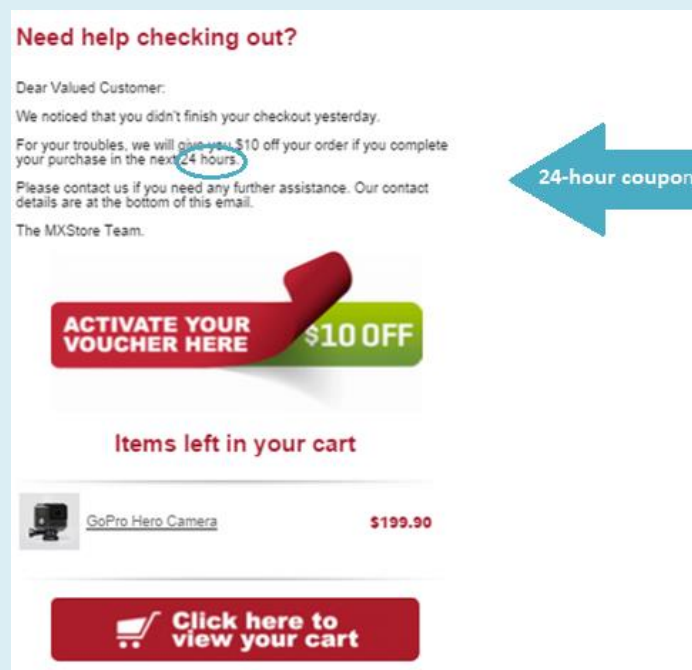 Need help checking out?
Dear Valued Customer:
We noticed that you didn't finish your checkout yesterday.
For your troubles, we will give you $10 off your order if you complete
your purchase in the next 24 hours.
Please contact us if you need any further assistance. Our contact
details are at the bottom of this email.
The MXStore Team.
24-hour coupon
ACTIVATE YOUR
VOUCHER HERE
$10 OFF
Items left in your cart
GoPro Hero Camera $199.90
Click here to
view your cart